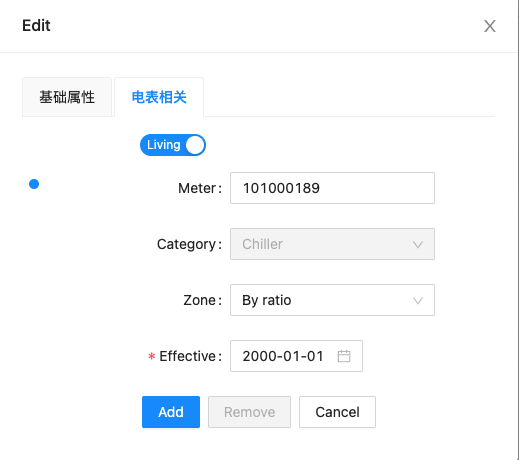 Edit
基础属性 电表相关
Living
Meter: 101000189
Category: Chiller
Zone: By ratio
* Effective: 2000-01-01
Add Remove Cancel